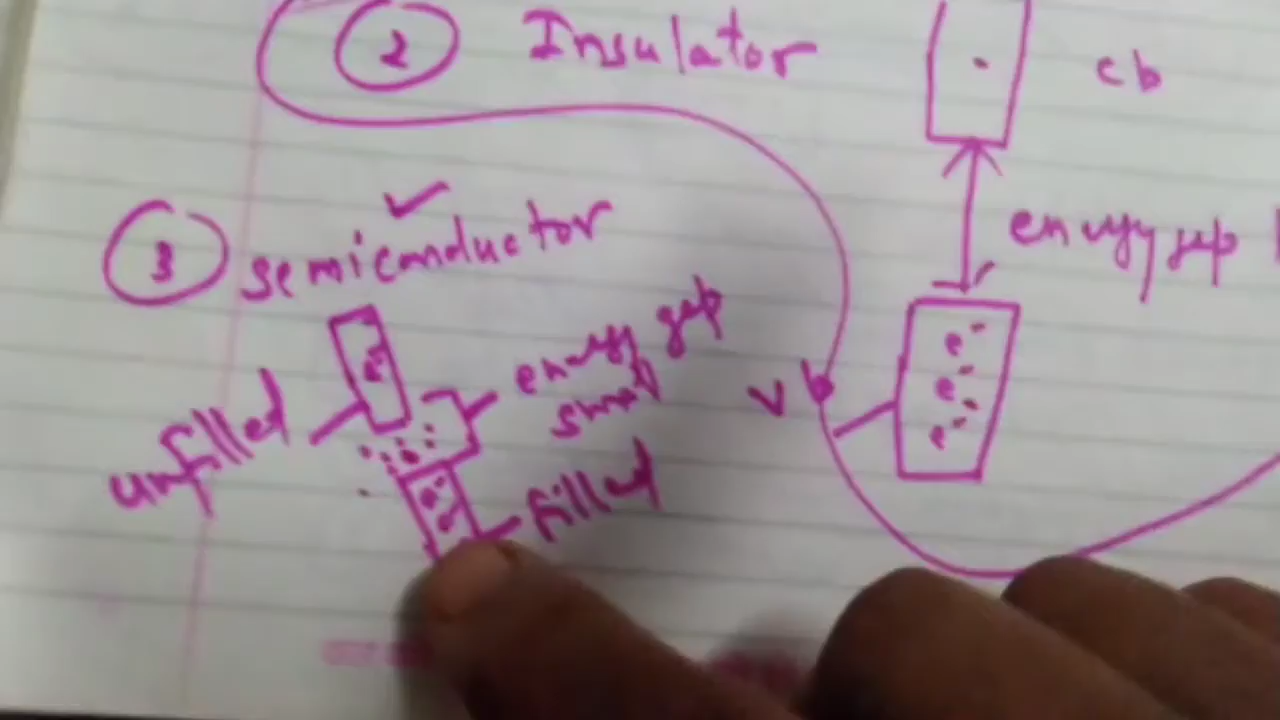 2 Insulator
cb
energy gap
3 semiconductor
e-
energy gap
small
unfilled
filled
vb
e-
e-
e-